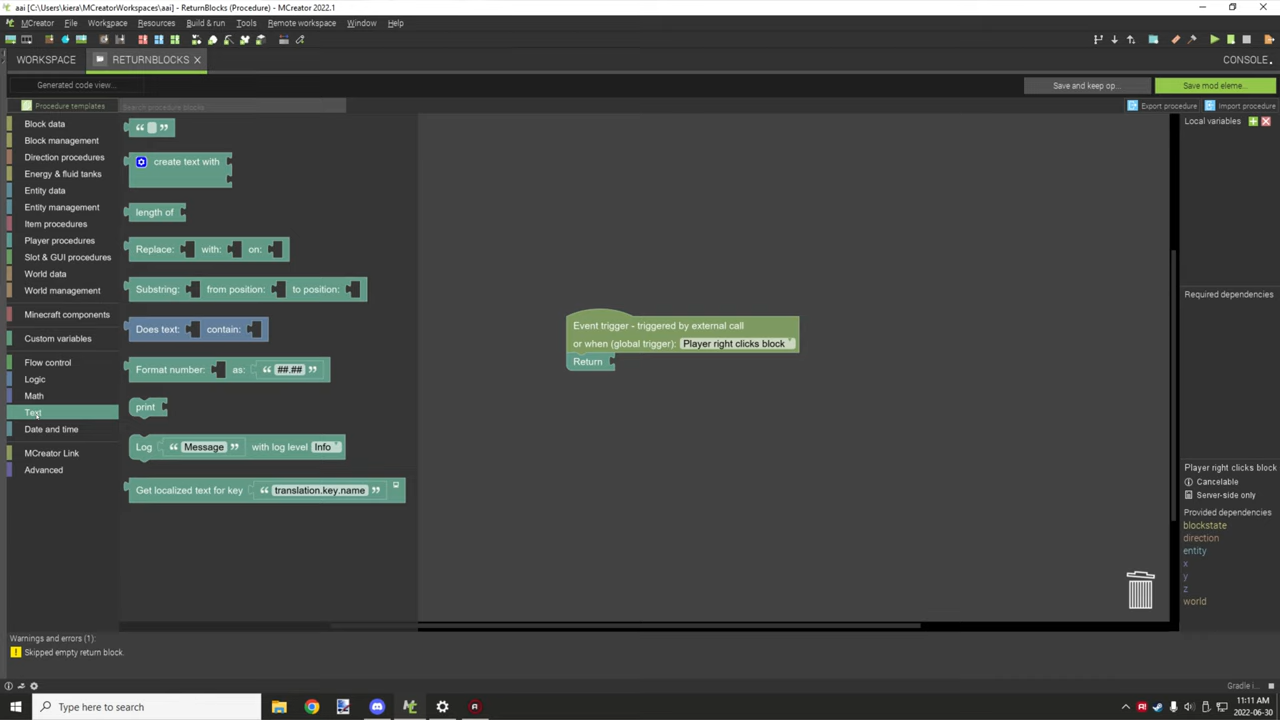 aai [C:\Users\kiera\MCreatorWorkspaces\aai] - ReturnBlocks (Procedure) - MCreator 2022.1
MCreator File Workspace Resources Build & run Tools Remote workspace Window Help
WORKSPACE RETURNBLOCKS CONSOLE
Generated code view... Save and keep op... Save mod eleme...
Procedure templates Search procedure blocks Export procedure Import procedure
Local variables
Block data
Block management
Direction procedures
Energy & fluid tanks
Entity data
Entity management
Item procedures
Player procedures
Slot & GUI procedures
World data
World management
Minecraft components
Custom variables
Flow control
Logic
Math
Text
Date and time
MCreator Link
Advanced
“ ”
create text with
length of
Replace: with: on:
Substring: from position: to position:
Does text: contain:
Format number: as: “ ##.## ”
print
Log “ Message ” with log level Info
Get localized text for key “ translation.key.name ”
Event trigger - triggered by external call
or when (global trigger): Player right clicks block
Return
Required dependencies
Player right clicks block
Cancelable
Server-side only
Provided dependencies
blockstate
direction
entity
x
y
z
world
Warnings and errors (1):
Skipped empty return block.
Gradle i...
Type here to search
11:11 AM
2022-06-30